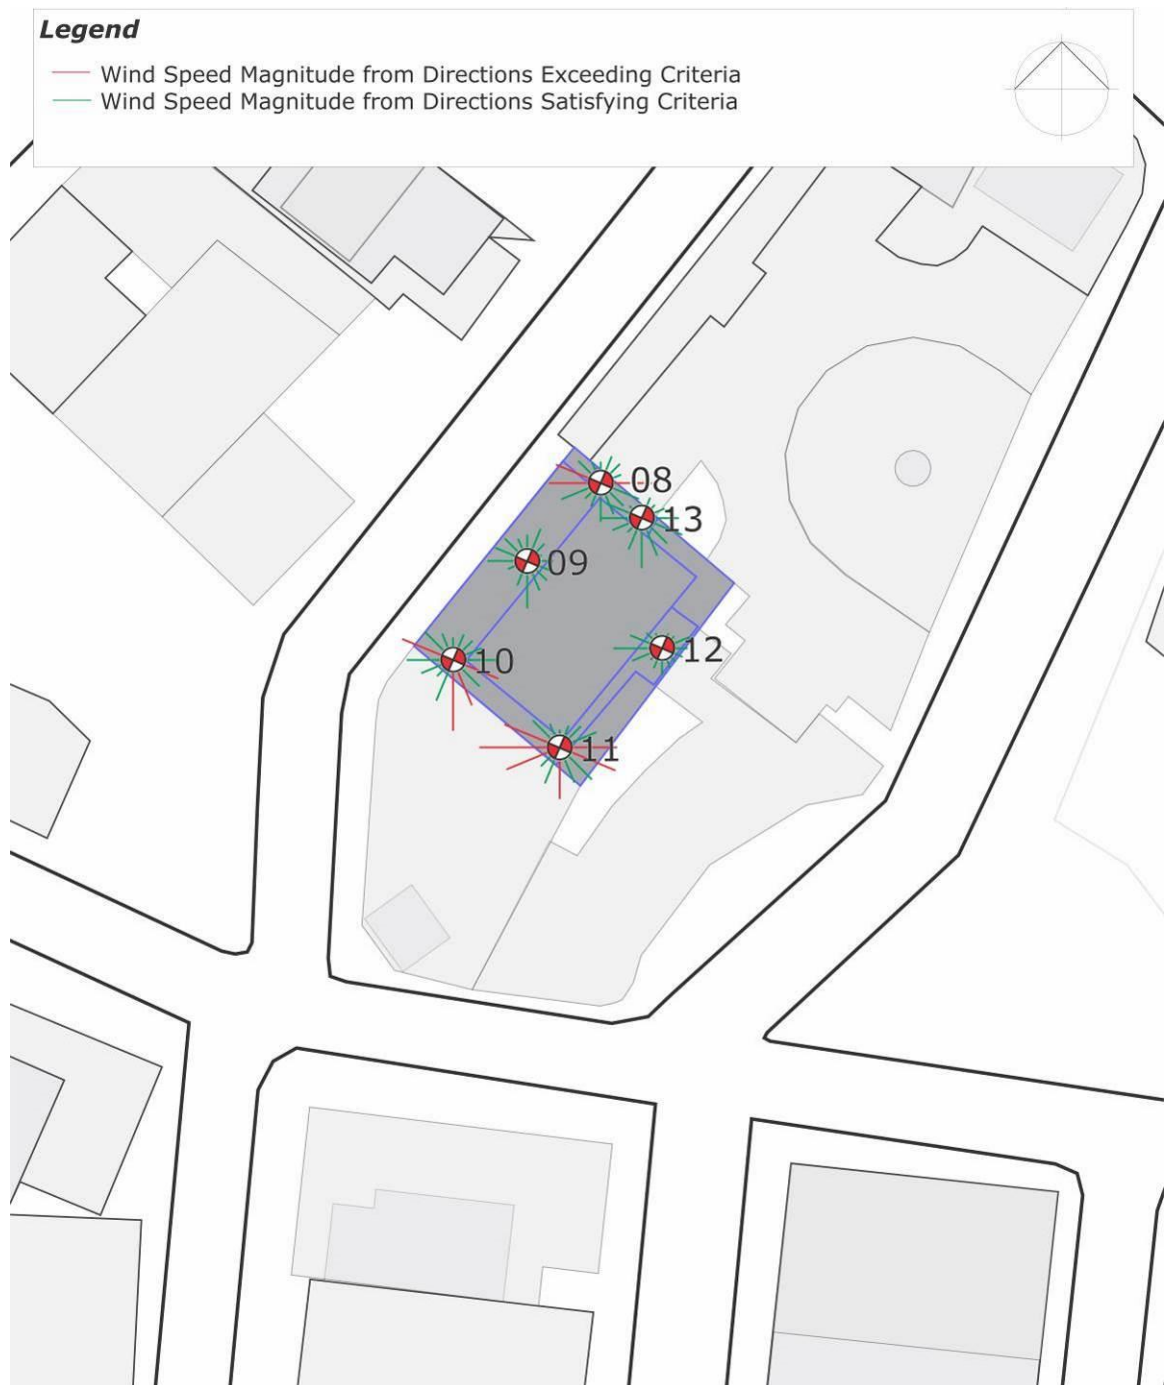 Legend
Wind Speed Magnitude from Directions Exceeding Criteria
Wind Speed Magnitude from Directions Satisfying Criteria
08
13
09
12
10
11